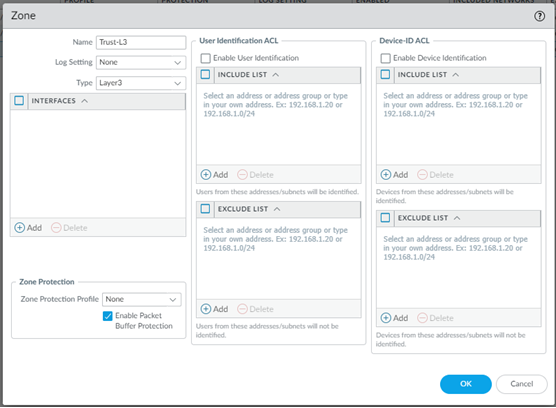 PROFILE PROTECTION LOG SETTING ENABLED INCLUDED NETWORKS
Zone
Name Trust-L3
Log Setting None
Type Layer3
INTERFACES
Add Delete
Zone Protection
Zone Protection Profile None
Enable Packet
Buffer Protection
User Identification ACL
Enable User Identification
INCLUDE LIST
Select an address or address group or type
in your own address. Ex: 192.168.1.20 or
192.168.1.0/24
Add Delete
Users from these addresses/subnets will be identified.
EXCLUDE LIST
Select an address or address group or type
in your own address. Ex: 192.168.1.20 or
192.168.1.0/24
Add Delete
Users from these addresses/subnets will not be
identified.
Device-ID ACL
Enable Device Identification
INCLUDE LIST
Select an address or address group or type
in your own address. Ex: 192.168.1.20 or
192.168.1.0/24
Add Delete
Devices from these addresses/subnets will be
identified.
EXCLUDE LIST
Select an address or address group or type
in your own address. Ex: 192.168.1.20 or
192.168.1.0/24
Add Delete
Devices from these addresses/subnets will not be
identified.
OK
Cancel